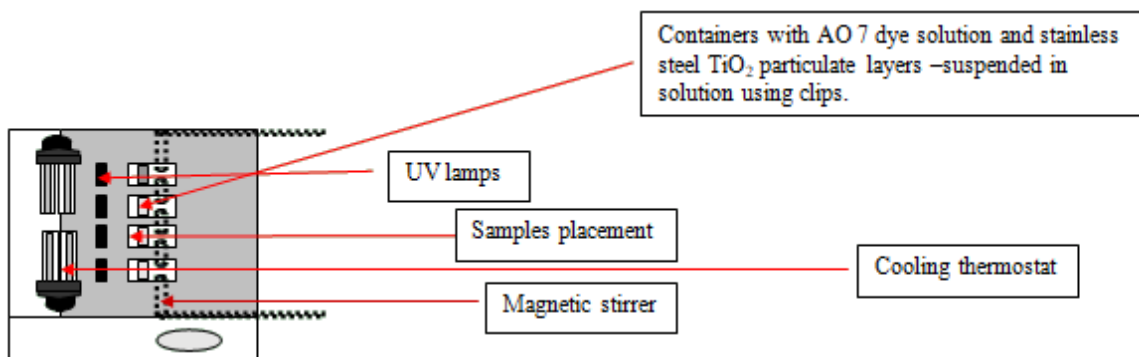 Containers with AO 7 dye solution and stainless
steel TiO₂ particulate layers –suspended in
solution using clips.
UV lamps
Samples placement
Cooling thermostat
Magnetic stirrer